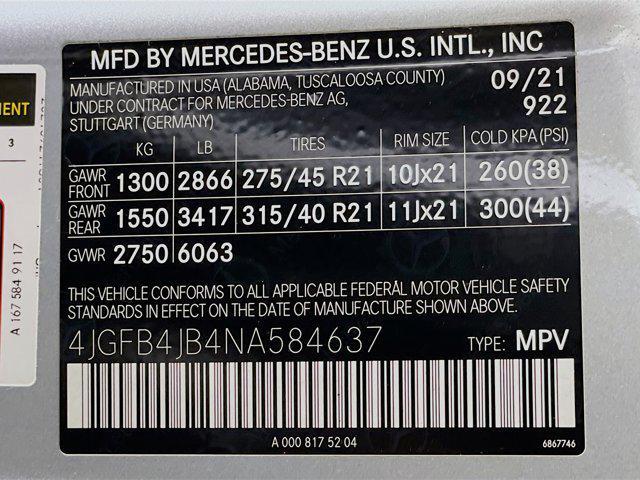 MFD BY MERCEDES-BENZ U.S. INTL., INC
MANUFACTURED IN USA (ALABAMA, TUSCALOOSA COUNTY)
UNDER CONTRACT FOR MERCEDES-BENZ AG,
STUTTGART (GERMANY)
09/21
922
KG LB TIRES RIM SIZE COLD KPA (PSI)
GAWR FRONT 1300 2866 275/45 R21 10Jx21 260(38)
GAWR REAR 1550 3417 315/40 R21 11Jx21 300(44)
GVWR 2750 6063
THIS VEHICLE CONFORMS TO ALL APPLICABLE FEDERAL MOTOR VEHICLE SAFETY
STANDARDS IN EFFECT ON THE DATE OF MANUFACTURE SHOWN ABOVE.
4JGFB4JB4NA584637 TYPE: MPV
A 000 817 52 04
6867746
3
A 167 584 91 17